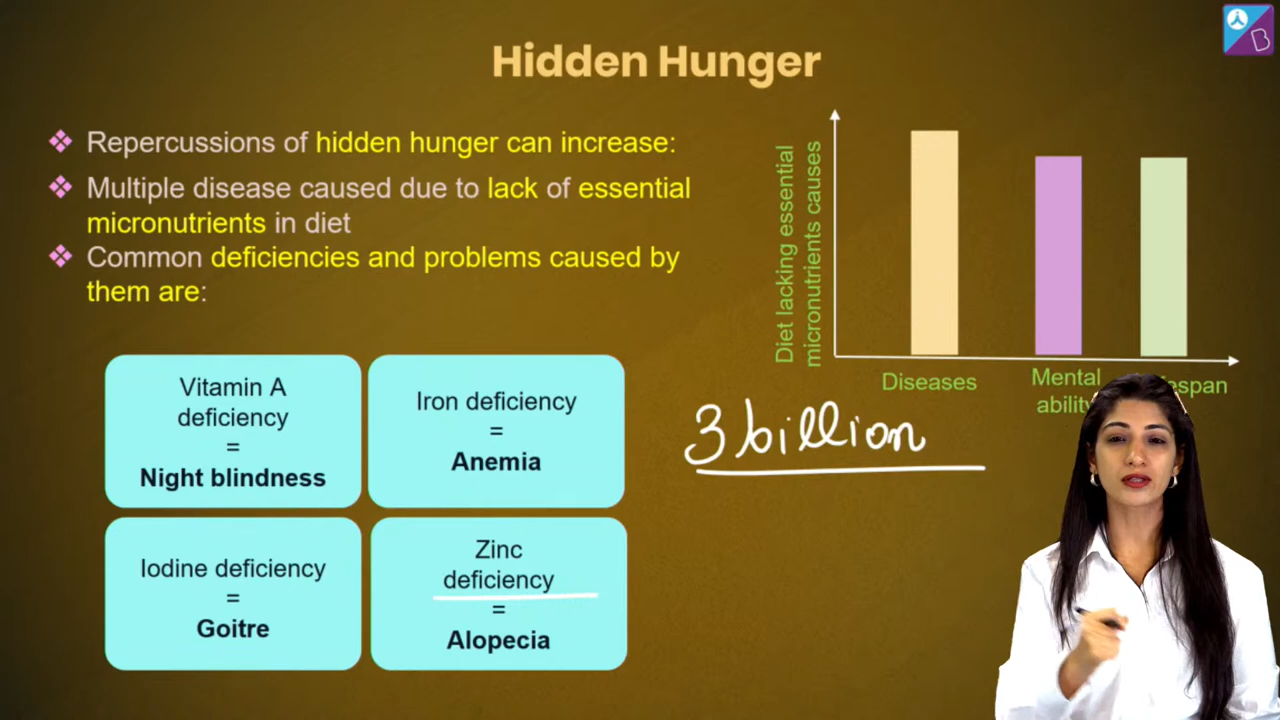 Hidden Hunger
❖ Repercussions of hidden hunger can increase:
❖ Multiple disease caused due to lack of essential
micronutrients in diet
❖ Common deficiencies and problems caused by
them are:
Vitamin A
deficiency
=
Night blindness
Iron deficiency
=
Anemia
Iodine deficiency
=
Goitre
Zinc
deficiency
=
Alopecia
Diet lacking essential
micronutrients causes
Diseases
Mental
ability
3 billion
B